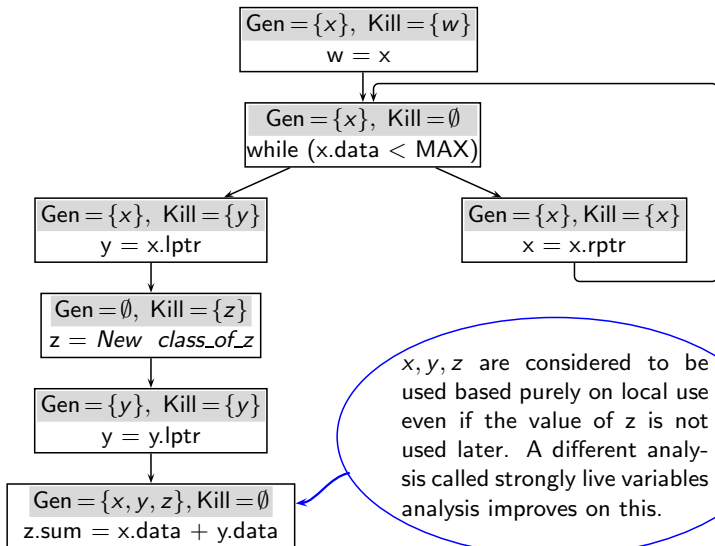 Gen = {x}, Kill = {w}
w = x
Gen = {x}, Kill = ∅
while (x.data < MAX)
Gen = {x}, Kill = {y}
y = x.lptr
Gen = {x}, Kill = {x}
x = x.rptr
Gen = ∅, Kill = {z}
z = New class_of_z
Gen = {y}, Kill = {y}
y = y.lptr
Gen = {x, y, z}, Kill = ∅
z.sum = x.data + y.data
x, y, z are considered to be
used based purely on local use
even if the value of z is not
used later. A different analy-
sis called strongly live variables
analysis improves on this.